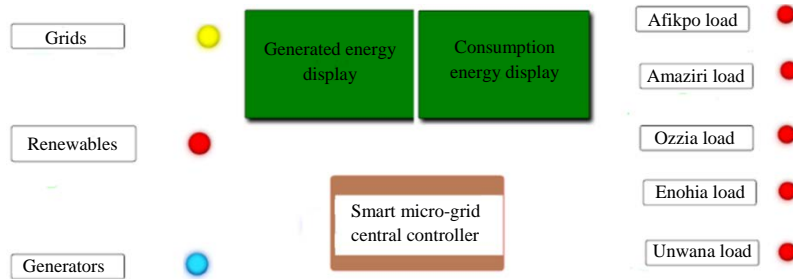 Grids
Renewables
Generators
Generated energy
display
Consumption
energy display
Smart micro-grid
central controller
Afikpo load
Amaziri load
Ozzia load
Enohia load
Unwana load